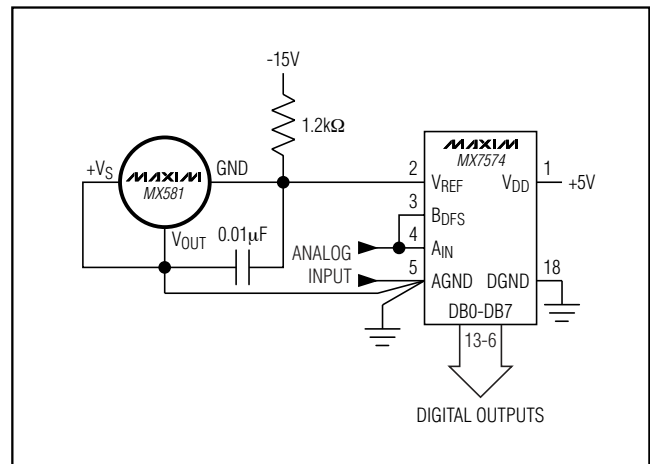 -15V
1.2kΩ
+VS
MAXIM
MX581
GND
VOUT
0.01µF
MAXIM
MX7574
2
VREF
VDD
1
+5V
3
BOFS
4
AIN
ANALOG
INPUT
5
AGND
DGND
18
DB0-DB7
13-6
DIGITAL OUTPUTS